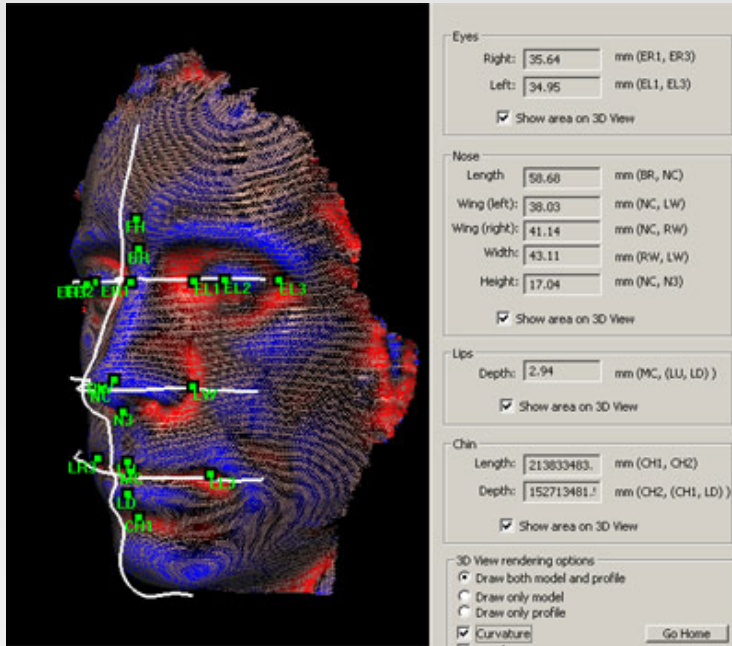 FH
BR
EL1 EL2 EL3
NC
LW
N3
MC
LD
CH1
Eyes
Right: 35.64 mm (ER1, ER3)
Left: 34.95 mm (EL1, EL3)
Show area on 3D View
Nose
Length 58.68 mm (BR, NC)
Wing (left): 38.03 mm (NC, LW)
Wing (right): 41.14 mm (NC, RW)
Width: 43.11 mm (RW, LW)
Height: 17.04 mm (NC, N3)
Show area on 3D View
Lips
Depth: 2.94 mm (MC, (LU, LD) )
Show area on 3D View
Chin
Length: 213833483. mm (CH1, CH2)
Depth: 152713481. mm (CH2, (CH1, LD) )
Show area on 3D View
3D View rendering options
Draw both model and profile
Draw only model
Draw only profile
Curvature Go Home